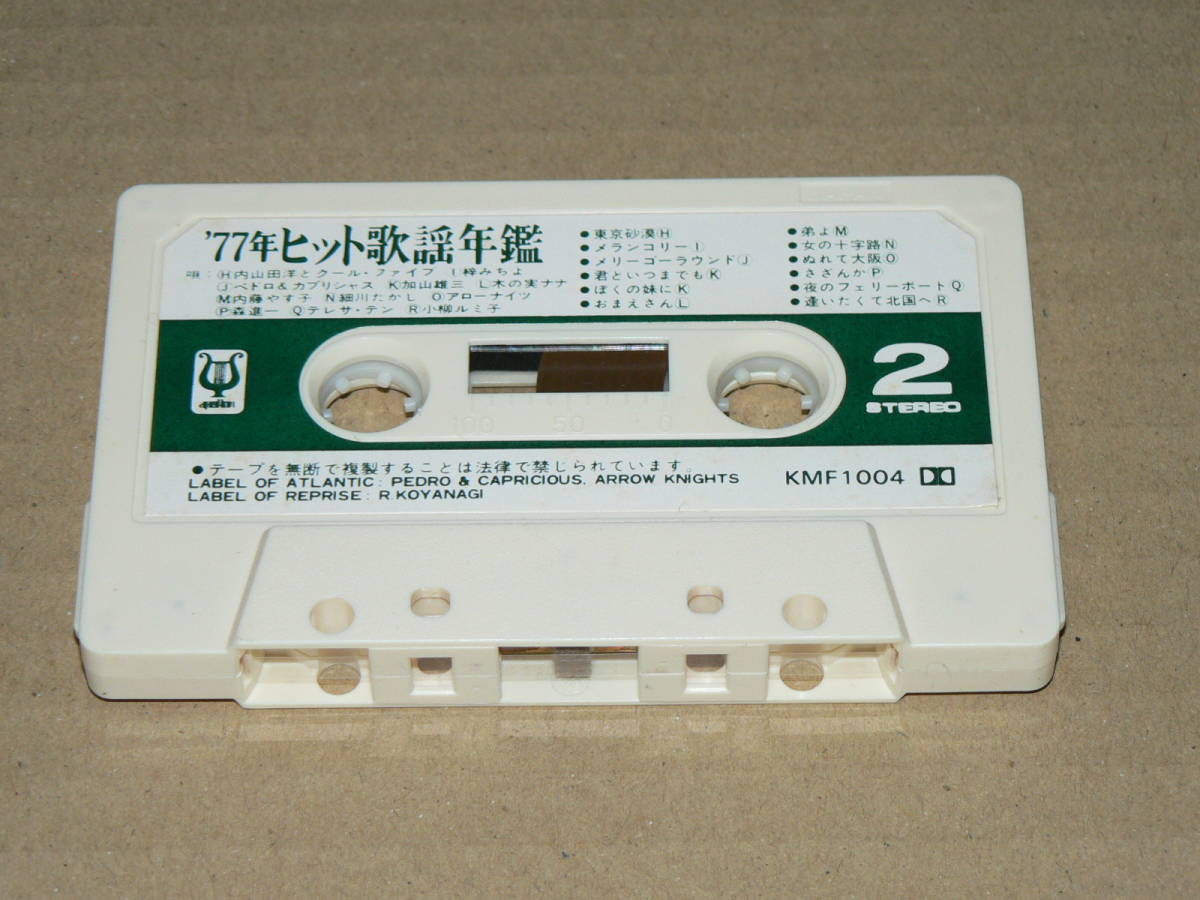 '77年ヒット歌謡年鑑
唄：Ⓗ内山田洋とクール・ファイブ Ⓘ梓みちよ
Ⓙペドロ＆カプリシャス Ⓚ加山雄三 Ⓛ木の実ナナ
Ⓜ内藤やす子 Ⓝ細川たかし Ⓞアローナイツ
Ⓟ森進一 Ⓠテレサ・テン Ⓡ小柳ルミ子
●東京砂漠Ⓗ
●メランコリーⒾ
●メリーゴーラウンドⒿ
●君といつまでもⓀ
●ぼくの妹にⓀ
●おまえさんⓁ
●弟よⓂ
●女の十字路Ⓝ
●ぬれて大阪Ⓞ
●さざんかⓅ
●夜のフェリーボートⓆ
●逢いたくて北国へⓇ
2
STEREO
100 50 0
●テープを無断で複製することは法律で禁じられています。
LABEL OF ATLANTIC: PEDRO & CAPRICIOUS, ARROW KNIGHTS
LABEL OF REPRISE: R.KOYANAGI
KMF1004